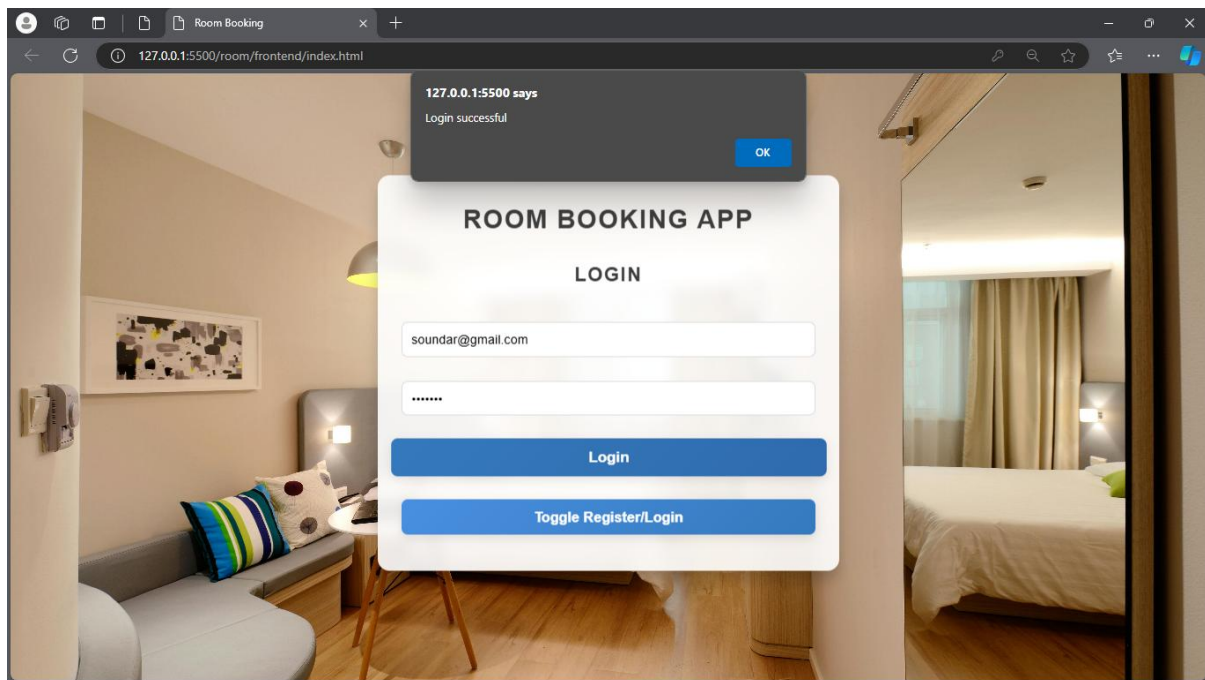 Room Booking
127.0.0.1:5500/room/frontend/index.html
127.0.0.1:5500 says
Login successful
OK
ROOM BOOKING APP
LOGIN
soundar@gmail.com
•••••••
Login
Toggle Register/Login